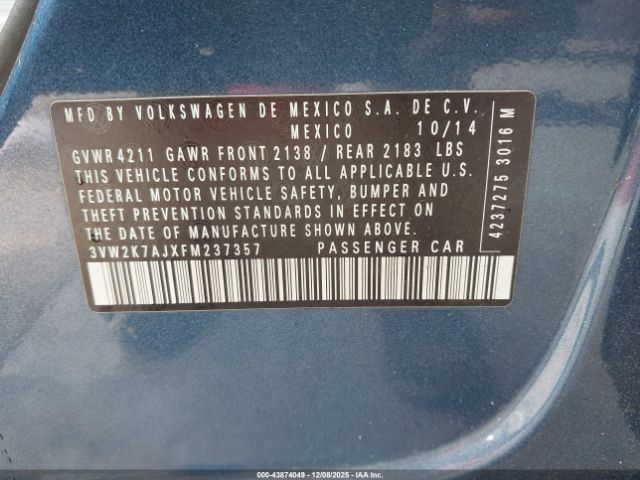 MFD BY VOLKSWAGEN DE MEXICO S.A. DE C.V.
MEXICO 10/14
GVWR 4211 GAWR FRONT 2138 / REAR 2183 LBS
THIS VEHICLE CONFORMS TO ALL APPLICABLE U.S.
FEDERAL MOTOR VEHICLE SAFETY, BUMPER AND
THEFT PREVENTION STANDARDS IN EFFECT ON
THE DATE OF MANUFACTURE SHOWN ABOVE.
3VW2K7AJXFM237357 PASSENGER CAR
4237275 3016 M
000-43874049 - 12/08/2025 - IAA Inc.